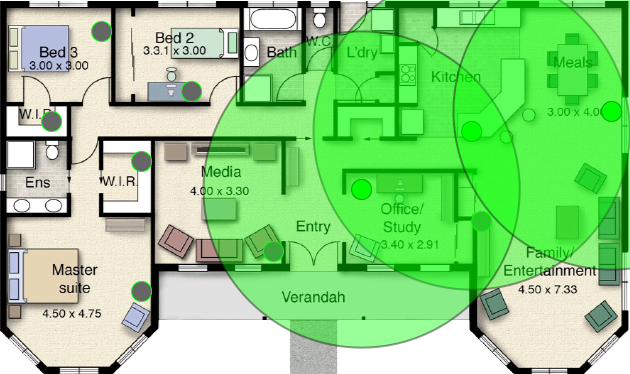 Bed 3
3.00 x 3.00
Bed 2
3.3.1 x 3.00
Bath
W.C
L'dry
Kitchen
Meals
3.00 x 4.00
W.I.R
Ens
W.I.R.
Media
4.00 x 3.30
Entry
Office/
Study
3.40 x 2.91
Master
suite
4.50 x 4.75
Verandah
Family/
Entertainment
4.50 x 7.33